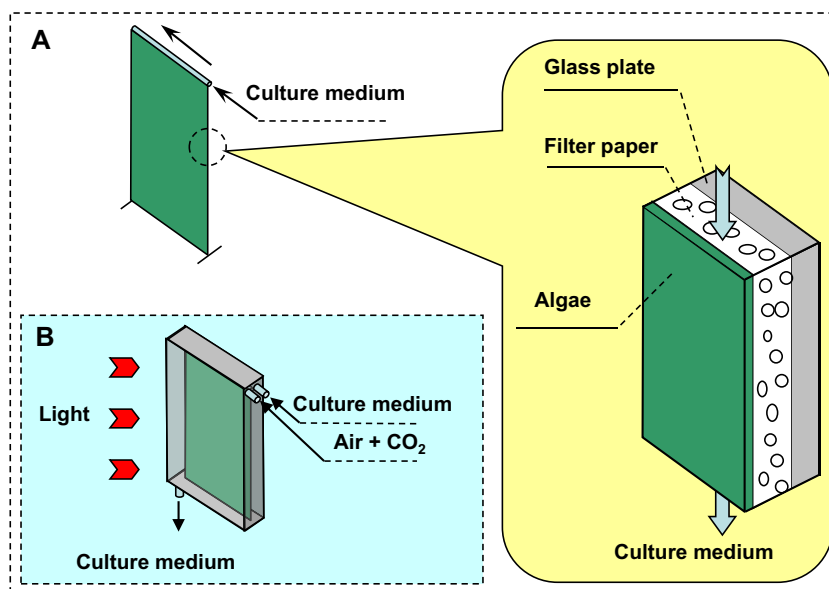 A
Culture medium
Glass plate
Filter paper
Algae
Culture medium
B
Light
Culture medium
Air + CO₂
Culture medium